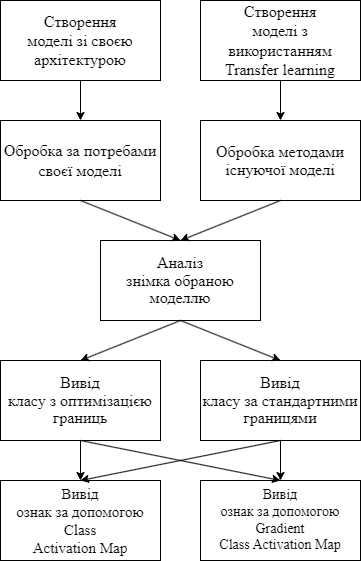 Створення
моделі зі своєю
архітектурою
Створення
моделі з
використанням
Transfer learning
Обробка за потребами
своєї моделі
Обробка методами
існуючої моделі
Аналіз
знімка обраною
моделлю
Вивід
класу з оптимізацією
границь
Вивід
класу за стандартними
границями
Вивід
ознак за допомогою
Class
Activation Map
Вивід
ознак за допомогою
Gradient
Class Activation Map